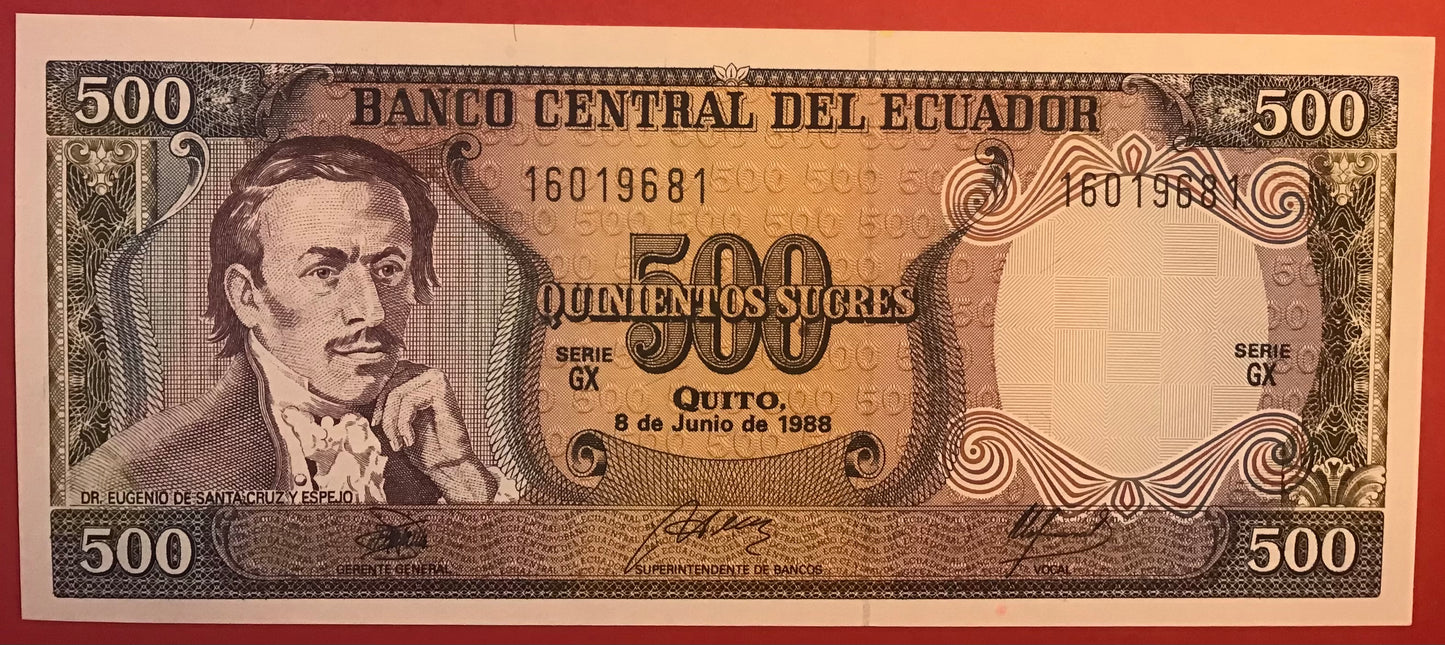 500
BANCO CENTRAL DEL ECUADOR
500
16019681
16019681
500
QUINIENTOS SUCRES
SERIE
GX
SERIE
GX
QUITO,
8 de Junio de 1988
DR. EUGENIO DE SANTA CRUZ Y ESPEJO
500
GERENTE GENERAL
SUPERINTENDENTE DE BANCOS
VOCAL
500